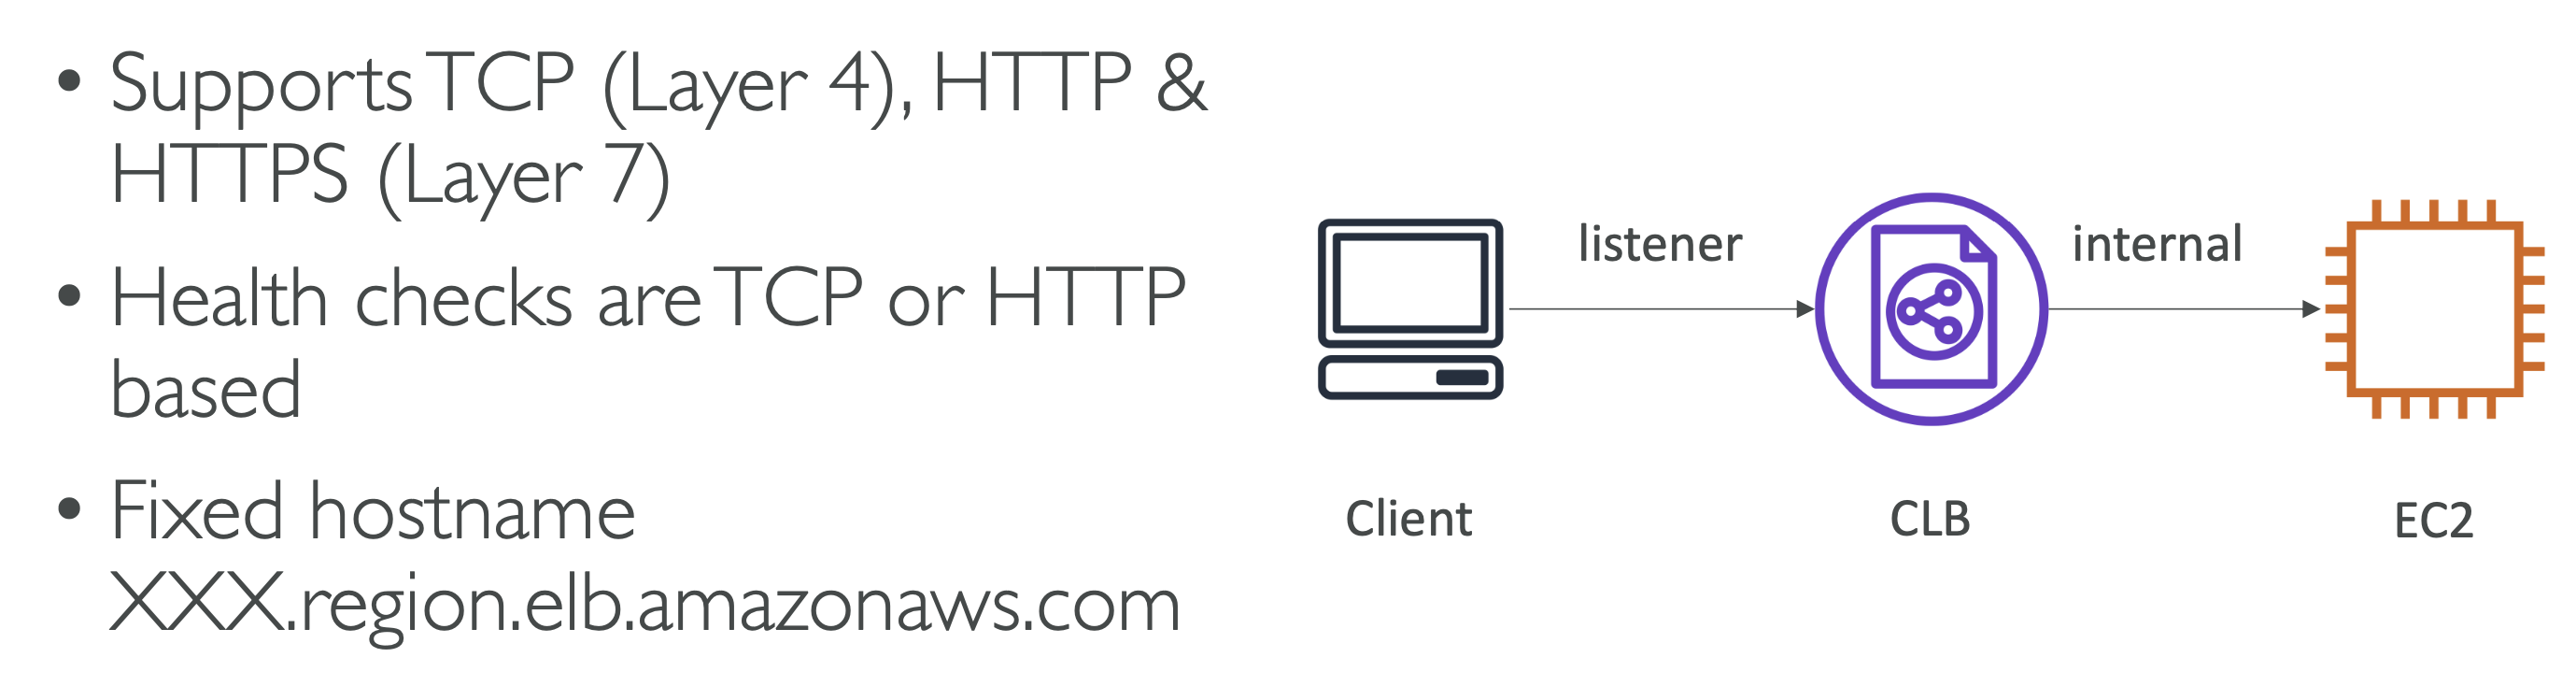 • Supports TCP (Layer 4), HTTP &
HTTPS (Layer 7)
• Health checks are TCP or HTTP
based
• Fixed hostname
XXX.region.elb.amazonaws.com
listener
internal
Client
CLB
EC2